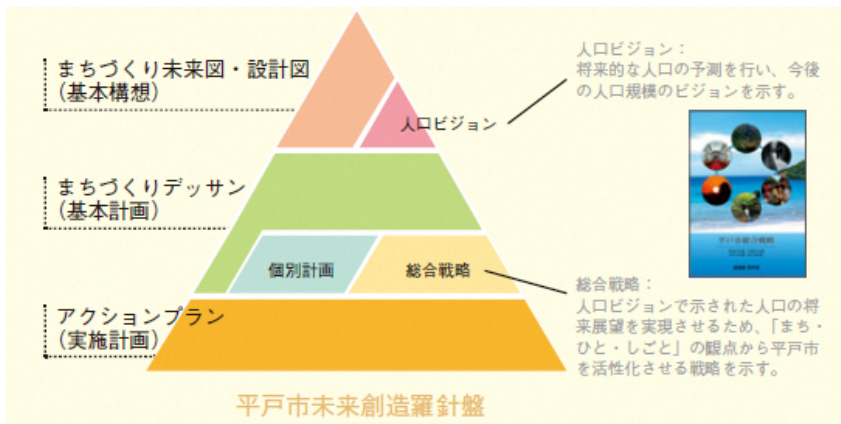 まちづくり未来図・設計図
（基本構想）
人口ビジョン
人口ビジョン：
将来的な人口の予測を行い、今後
の人口規模のビジョンを示す。
まちづくりデッサン
（基本計画）
個別計画
総合戦略
平戸市総合戦略
総合戦略：
人口ビジョンで示された人口の将
来展望を実現させるため、「まち・
ひと・しごと」の観点から平戸市
を活性化させる戦略を示す。
アクションプラン
（実施計画）
平戸市未来創造羅針盤